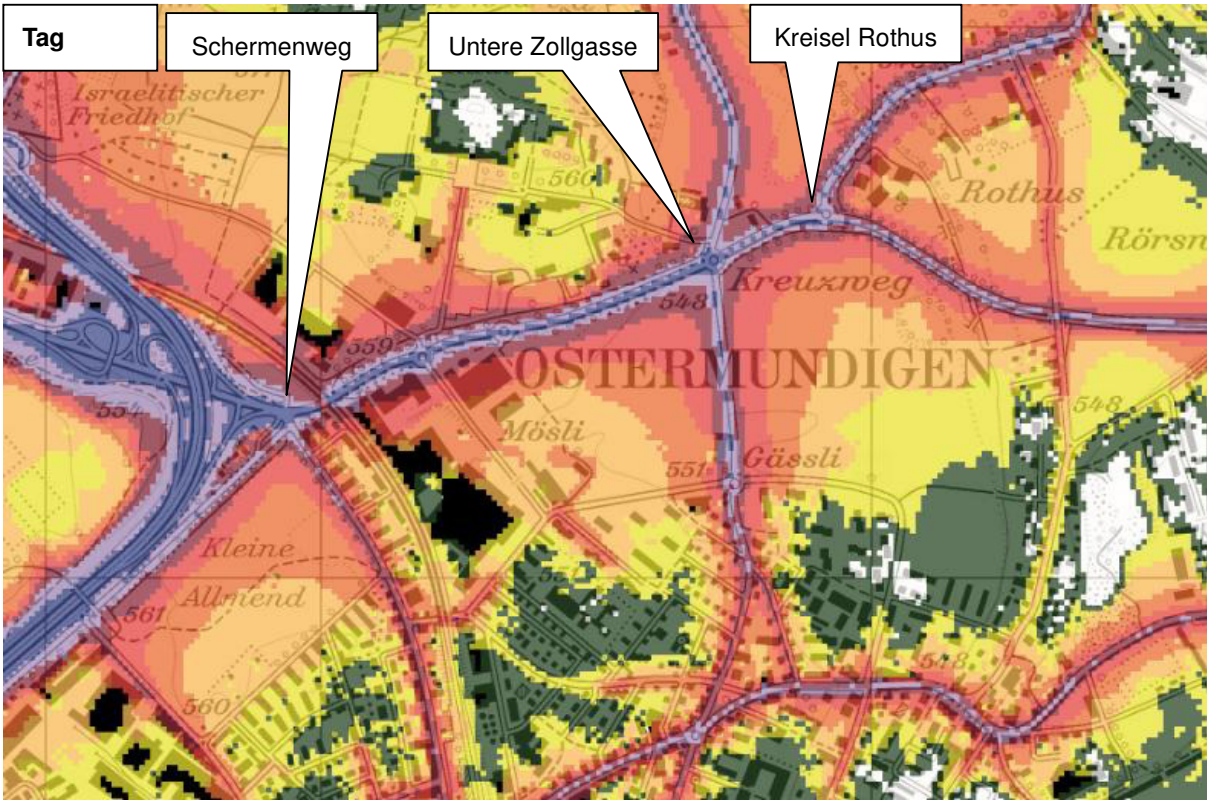 Tag
Schermenweg
Untere Zollgasse
Kreisel Rothus
Israelitischer
Friedhof
560
Rothus
Rörsn
Kreuzweg
548
559
OSTERMUNDIGEN
554
548
Mösli
551
Gässli
Kleine
Allmend
561
560
548